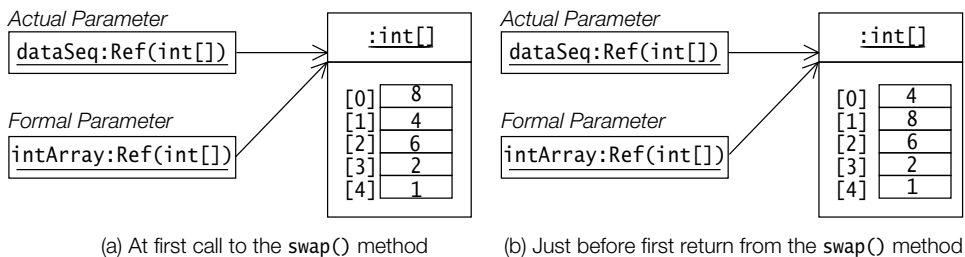 Actual Parameter
dataSeq:Ref(int[])
Formal Parameter
intArray:Ref(int[])
:int[]
[0] 8
[1] 4
[2] 6
[3] 2
[4] 1
(a) At first call to the swap() method
Actual Parameter
dataSeq:Ref(int[])
Formal Parameter
intArray:Ref(int[])
:int[]
[0] 4
[1] 8
[2] 6
[3] 2
[4] 1
(b) Just before first return from the swap() method